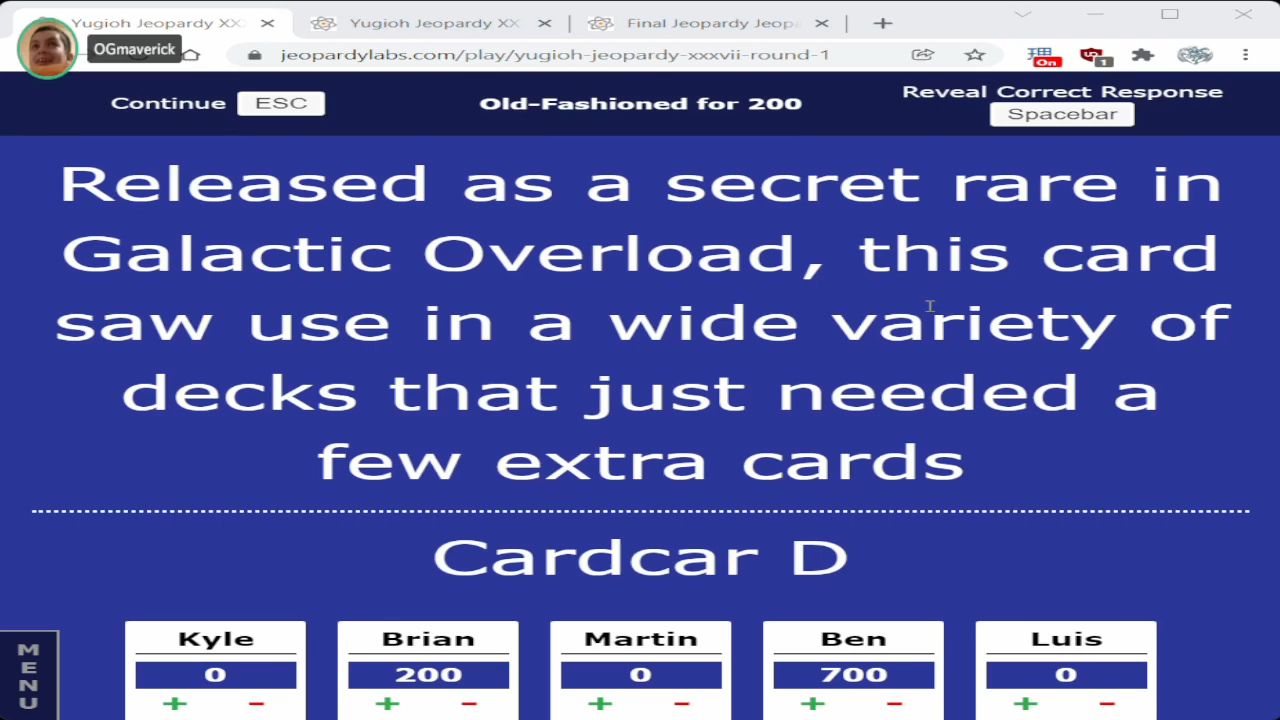 Yugioh Jeopardy XX
Yugioh Jeopardy XX
Final Jeopardy Jeop
OGmaverick
jeopardylabs.com/play/yugioh-jeopardy-xxxvii-round-1
On
1
Continue ESC
Old-Fashioned for 200
Reveal Correct Response
Spacebar
Released as a secret rare in
Galactic Overload, this card
saw use in a wide variety of
decks that just needed a
few extra cards
Cardcar D
MENU
Kyle Brian Martin Ben Luis
0 200 0 700 0
+ - + - + - + - + -